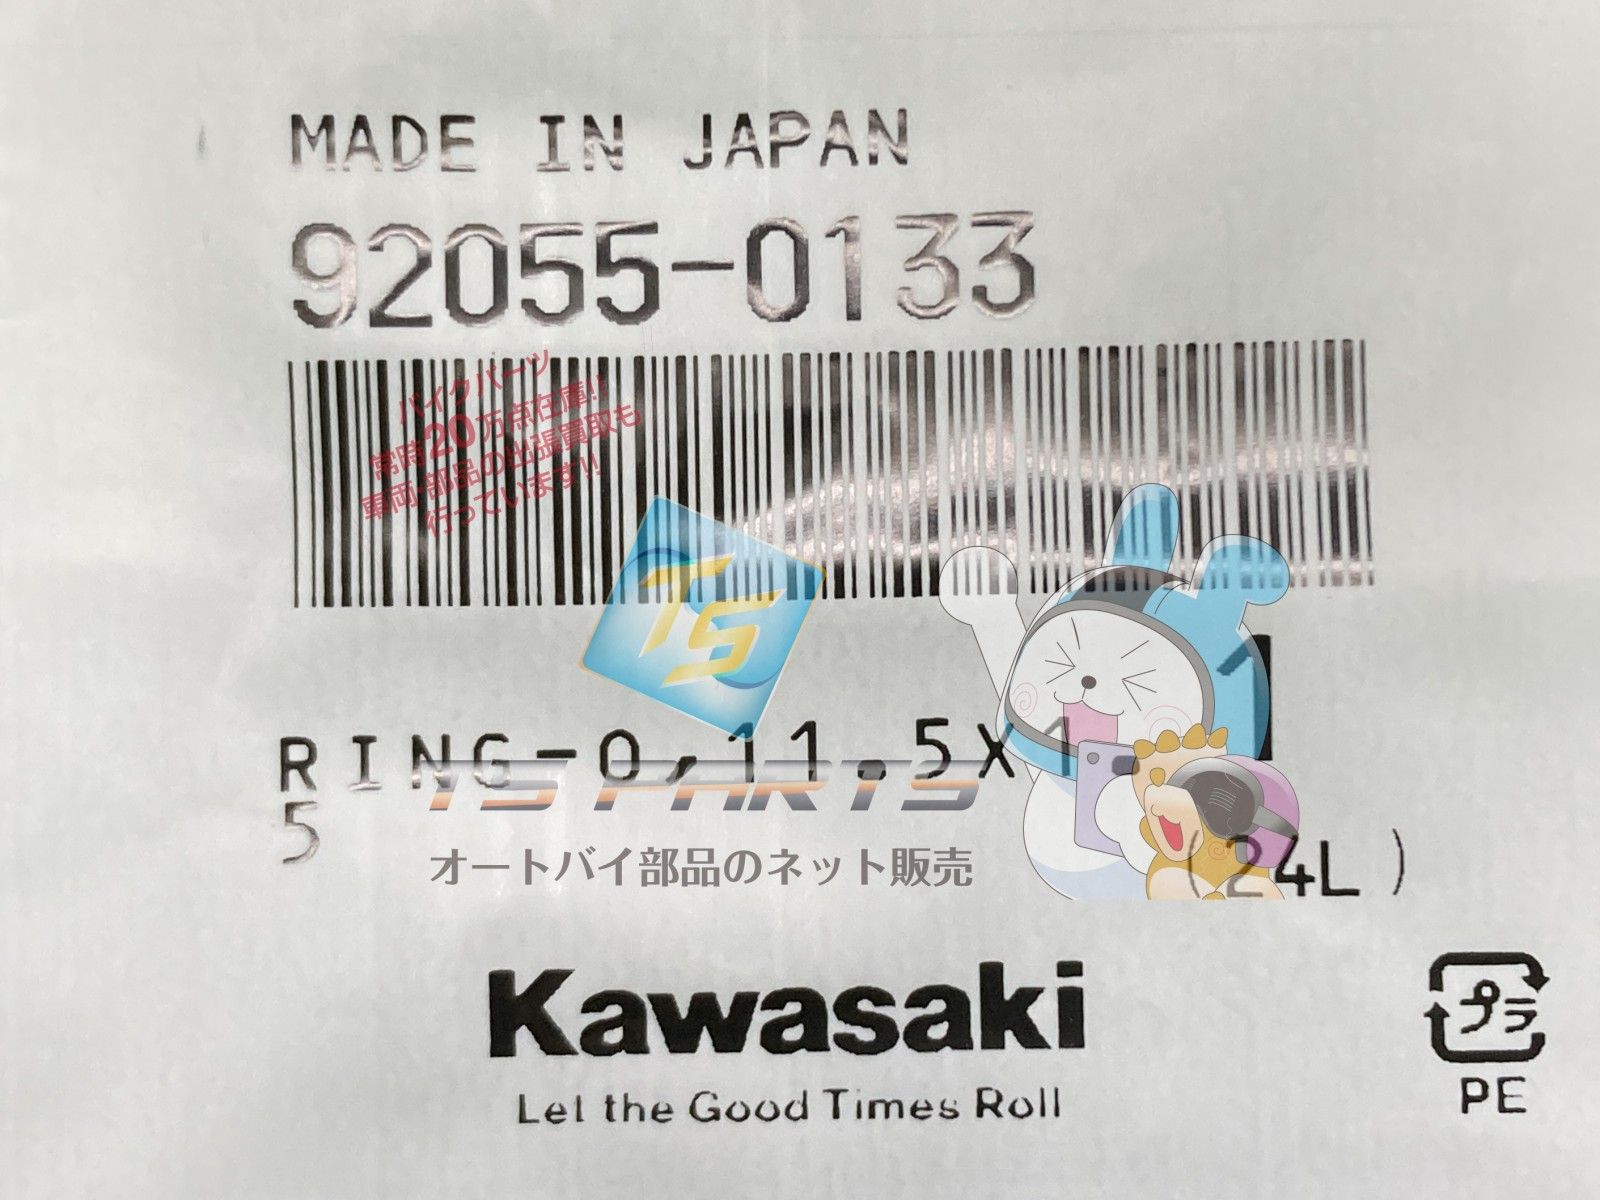 MADE IN JAPAN
92055-0133
バイクパーツ
常時20万点在庫!!
車両・部品の出張買取も
行っています!!
TS
1
RING-O,11.5X1.
5
TS PARTS
オートバイ部品のネット販売
(24L)
Kawasaki
Let the Good Times Roll
プラ
PE